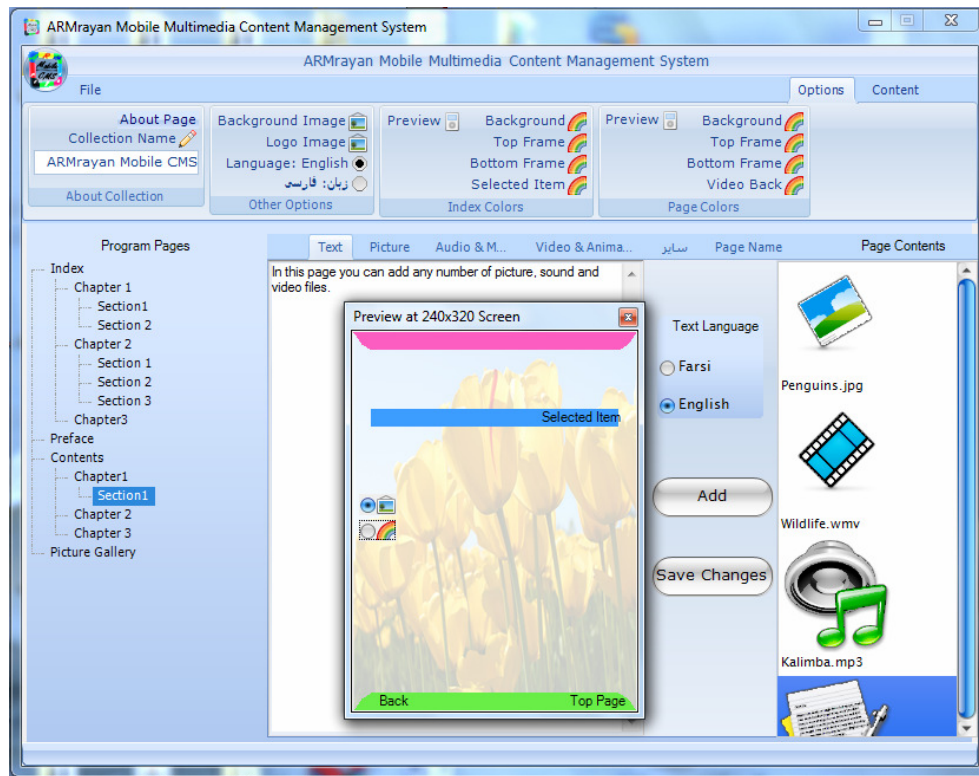 ARMrayan Mobile Multimedia Content Management System
ARMrayan Mobile Multimedia Content Management System
Mobile
CMS
File
Options
Content
About Page
Collection Name
ARMrayan Mobile CMS
About Collection
Background Image
Logo Image
Language: English
زبان: فارسی
Other Options
Preview
Background
Top Frame
Bottom Frame
Selected Item
Index Colors
Preview
Background
Top Frame
Bottom Frame
Video Back
Page Colors
Program Pages
Index
Chapter 1
Section1
Section 2
Chapter 2
Section 1
Section 2
Section 3
Chapter3
Preface
Contents
Chapter1
Section1
Chapter 2
Chapter 3
Picture Gallery
Text
Picture
Audio & M...
Video & Anima...
سایر
Page Name
In this page you can add any number of picture, sound and
video files.
Preview at 240x320 Screen
Selected Item
Back
Top Page
Text Language
Farsi
English
Add
Save Changes
Page Contents
Penguins.jpg
Wildlife.wmv
Kalimba.mp3